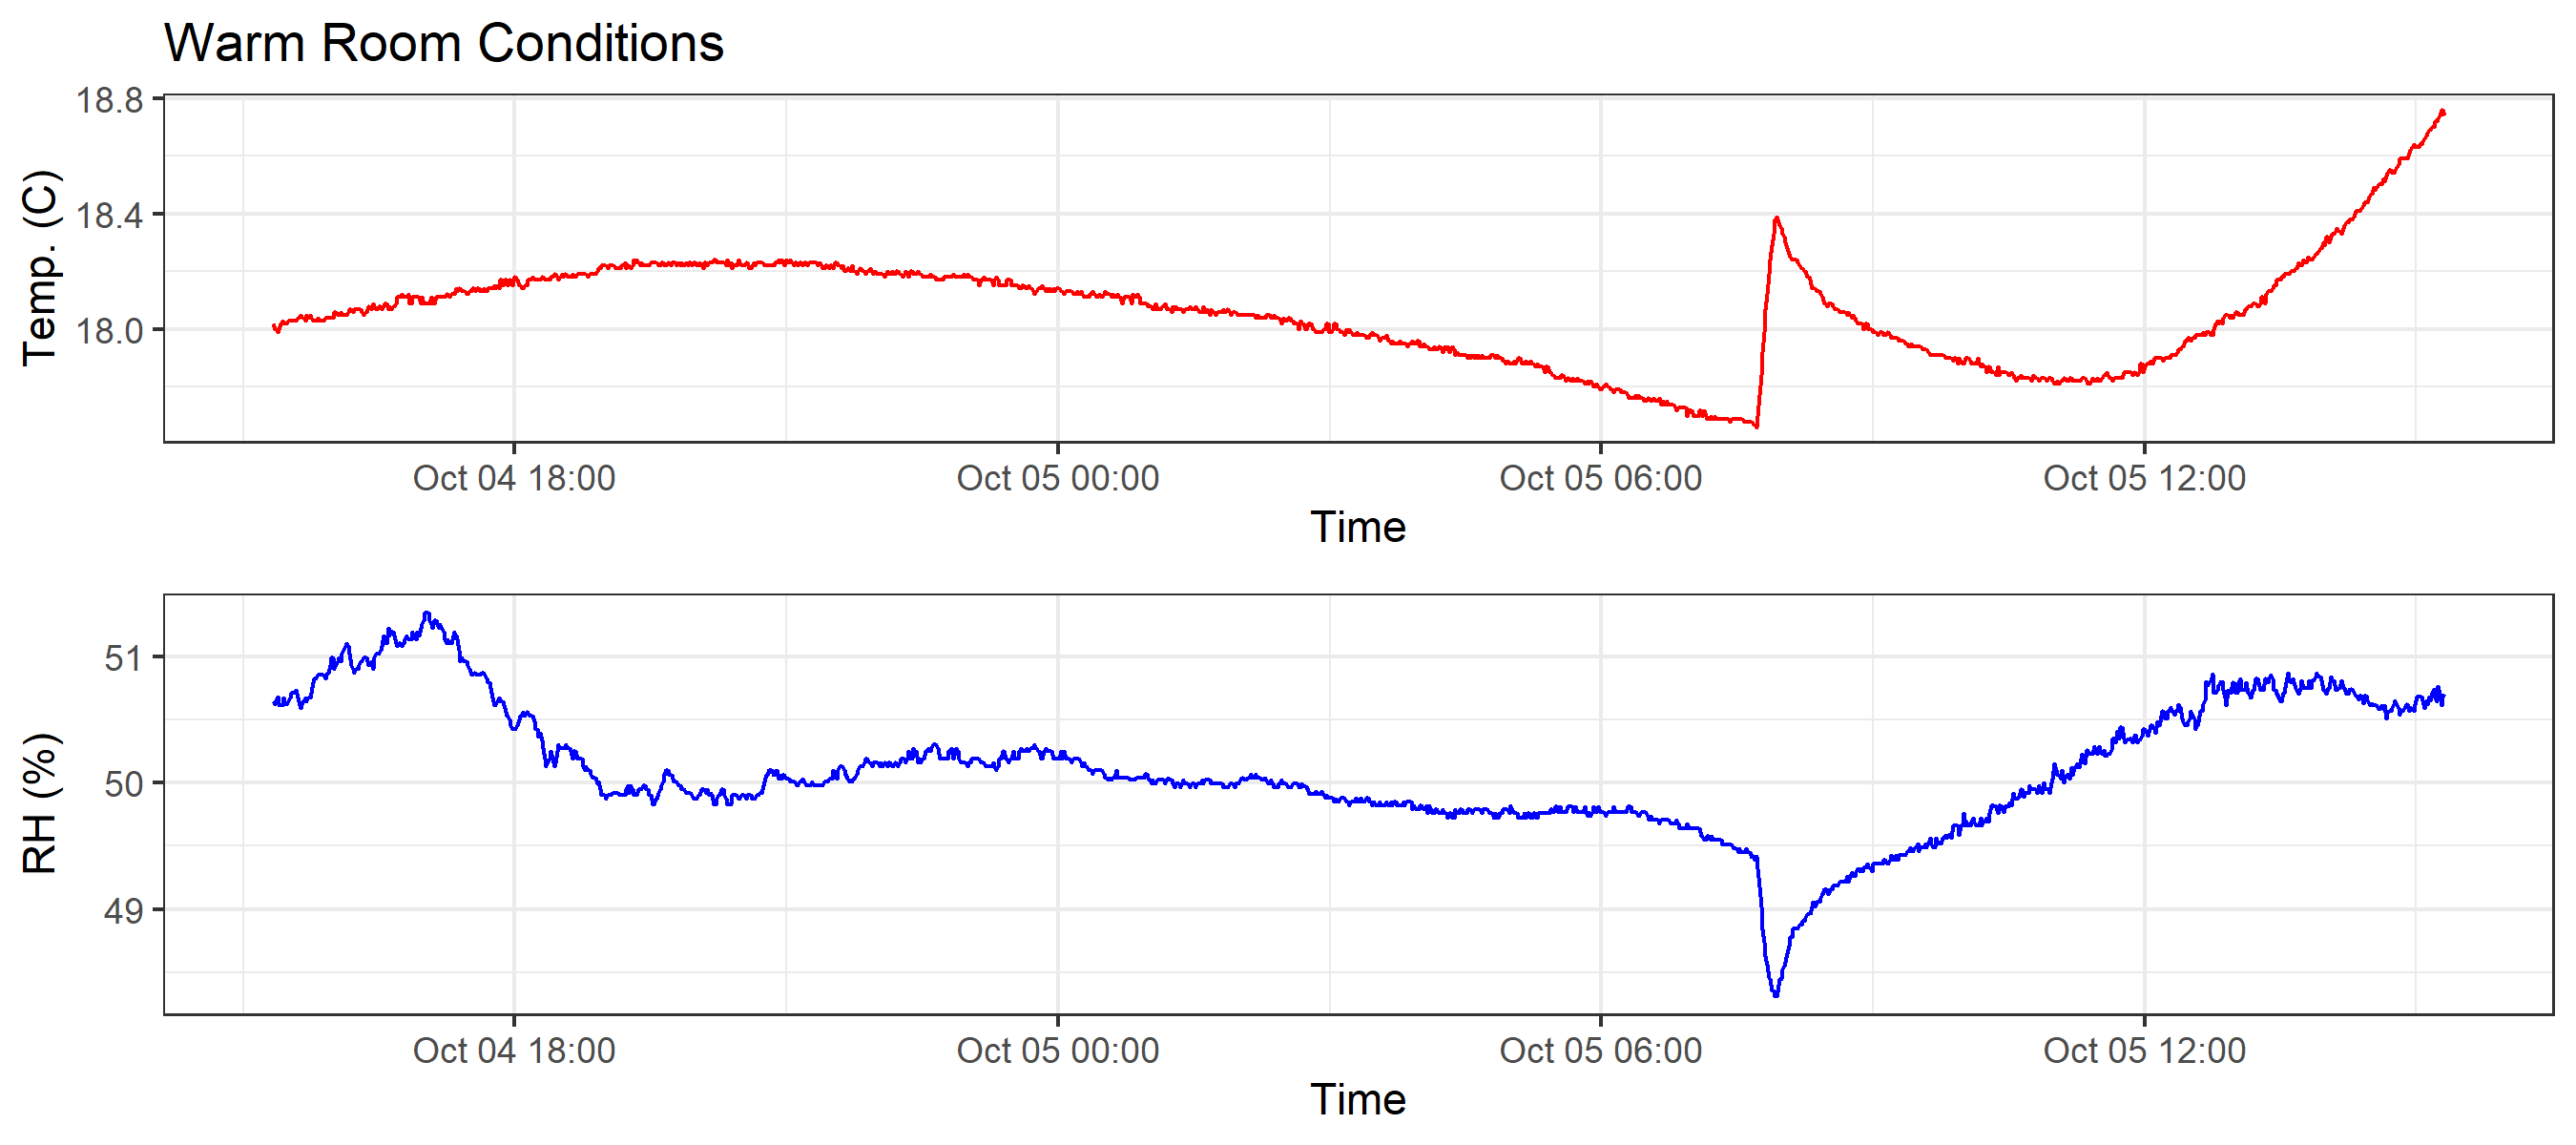 Warm Room Conditions
Temp. (C)
18.8
18.4
18.0
Oct 04 18:00 Oct 05 00:00 Oct 05 06:00 Oct 05 12:00
Time
RH (%)
51
50
49
Oct 04 18:00 Oct 05 00:00 Oct 05 06:00 Oct 05 12:00
Time